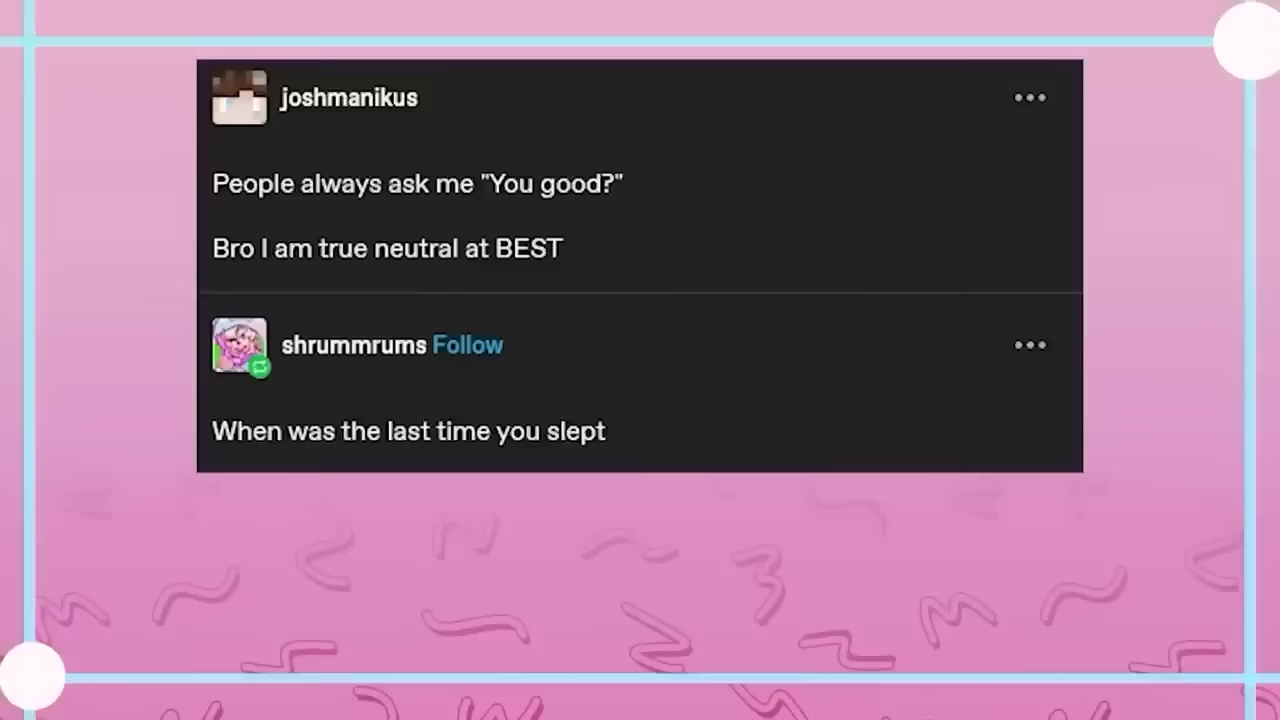 joshmanikus
People always ask me "You good?"
Bro I am true neutral at BEST
shrummrums Follow
When was the last time you slept